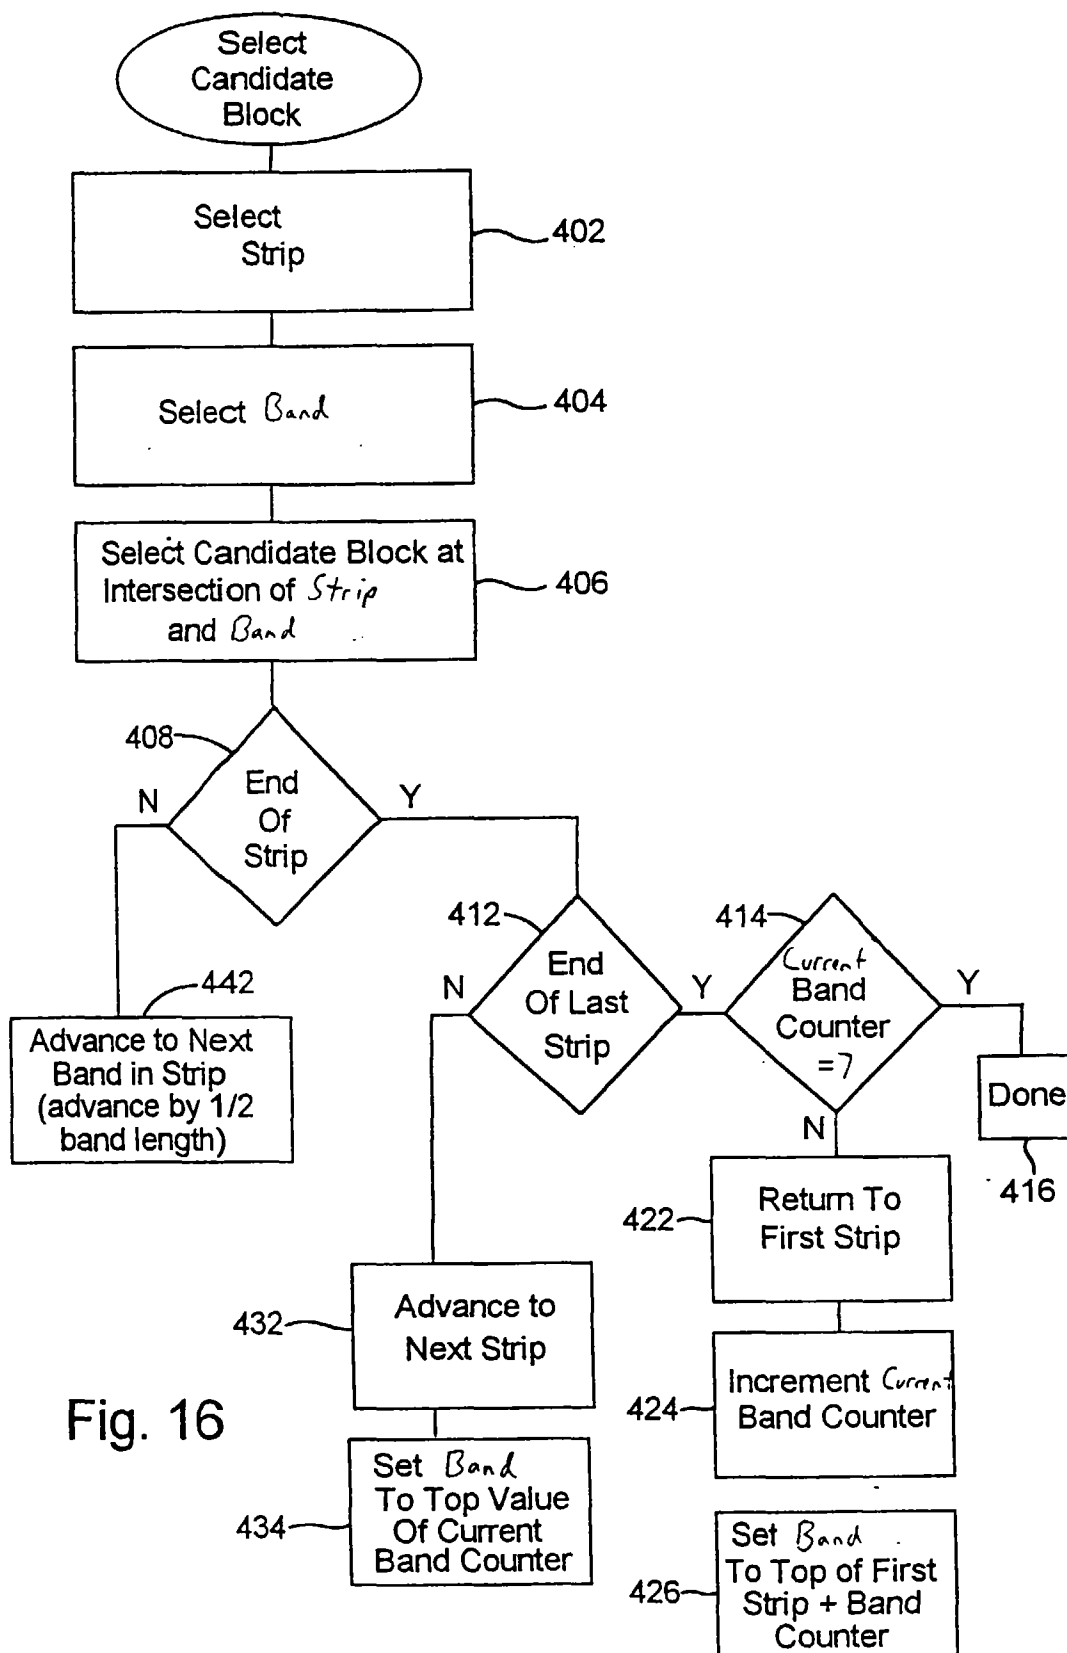 Select
Candidate
Block
Select
Strip
402
Select Band
404
Select Candidate Block at
Intersection of Strip
and Band
406
408
End
Of
Strip
N
Y
442
Advance to Next
Band in Strip
(advance by 1/2
band length)
412
End
Of Last
Strip
N
Y
414
Current
Band
Counter
=7
Y
N
Done
416
422
Return To
First Strip
432
Advance to
Next Strip
424
Increment Current
Band Counter
434
Set Band
To Top Value
Of Current
Band Counter
426
Set Band
To Top of First
Strip + Band
Counter
Fig. 16